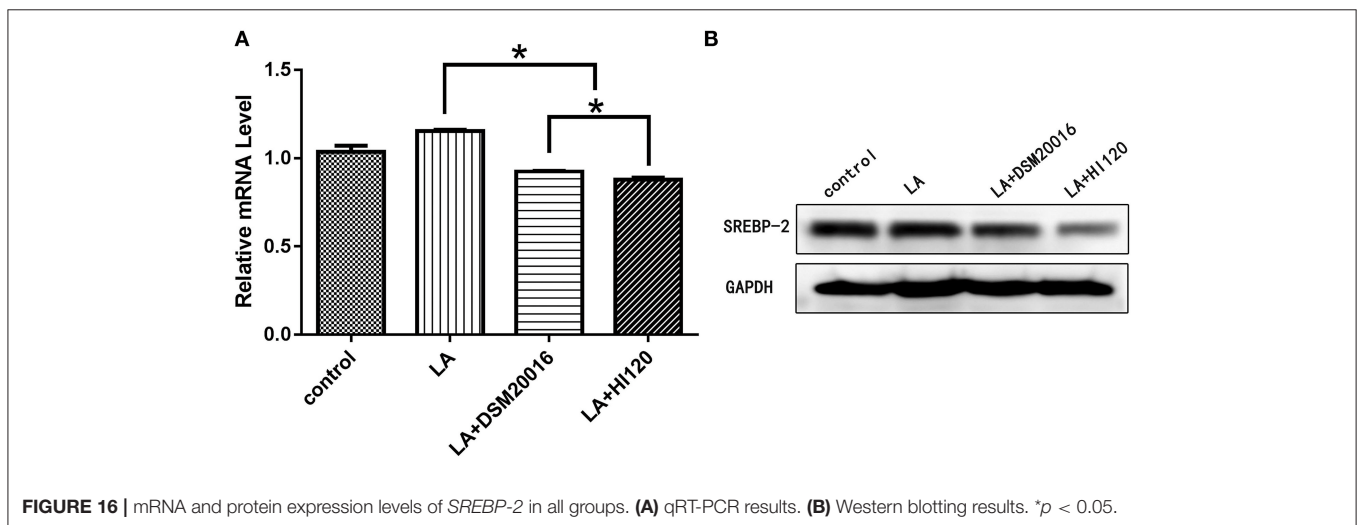 A
*
*
1.5
1.0
0.5
0.0
Relative mRNA Level
control
LA
LA+DSM20016
LA+HI120
B
control
LA
LA+DSM20016
LA+HI120
SREBP-2
GAPDH
FIGURE 16 | mRNA and protein expression levels of SREBP-2 in all groups. (A) qRT-PCR results. (B) Western blotting results. *p < 0.05.